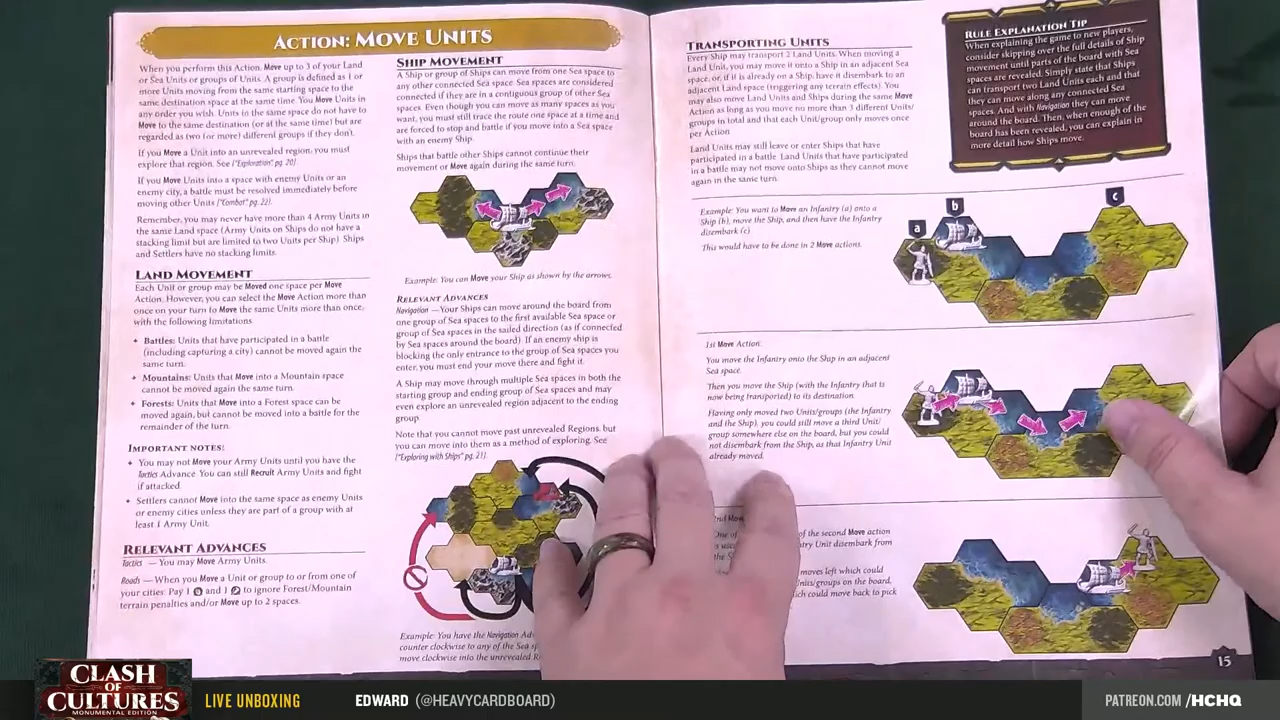 ACTION: MOVE UNITS
When you perform this Action, Move up to 3 of your Land
or Sea Units or groups of Units. A group is defined as 1 or
more Units moving from the same starting space to the
same destination space at the same time. You Move Units in
any order you wish. Units in the same space do not have to
Move to the same destination (or at the same time) but are
regarded as two (or more) different groups if they don't.
If you Move a Unit into an unrevealed region, you must
explore that region. See ("Exploration" pg. 20)
If you Move Units into a space with enemy Units or an
enemy city, a battle must be resolved immediately before
moving other Units ("Combat" pg. 22)
Remember, you may never have more than 4 Army Units in
the same Land space (Army Units on Ships do not have a
stacking limit but are limited to two Units per Ship) Ships
and Settlers have no stacking limits.
LAND MOVEMENT
Each Unit or group may be Moved one space per Move
Action. However, you can select the Move Action more than
once on your turn to Move the same Units more than once,
with the following limitations
Battles: Units that have participated in a battle
(including capturing a city) cannot be moved again the
same turn.
Mountains: Units that Move into a Mountain space
cannot be moved again the same turn.
Forests: Units that Move into a Forest space can be
moved again, but cannot be moved into a battle for the
remainder of the turn.
IMPORTANT NOTES:
You may not Move your Army Units until you have the
Tactics Advance. You can still Recruit Army Units and fight
if attacked.
Settlers cannot Move into the same space as enemy Units
or enemy cities unless they are part of a group with at
least 1 Army Unit.
RELEVANT ADVANCES
Tactics — You may Move Army Units.
Roads — When you Move a Unit or group to or from one of
your cities: Pay 1 and 1 to ignore Forest/Mountain
terrain penalties and/or Move up to 2 spaces.
SHIP MOVEMENT
A Ship or group of Ships can move from one Sea space to
any other connected Sea space. Sea spaces are considered
connected if they are in a contiguous group of other Sea
spaces. Even though you can move as many spaces as you
want, you must still trace the route one space at a time and
are forced to stop and battle if you move into a Sea space
with an enemy Ship.
Ships that battle other Ships cannot continue their
movement or Move again during the same turn.
Example: You can Move your Ship as shown by the arrows.
RELEVANT ADVANCES
Navigation — Your Ships can move around the board from
one group of Sea spaces to the first available Sea space or
group of Sea spaces in the sailed direction (as if connected
by Sea spaces around the board). If an enemy ship is
blocking the only entrance to the group of Sea spaces you
enter, you must end your move there and fight it.
A Ship may move through multiple Sea spaces in both the
starting group and ending group of Sea spaces and may
even explore an unrevealed region adjacent to the ending
group.
Note that you cannot move past unrevealed Regions, but
you can move into them as a method of exploring. See
("Exploring with Ships" pg. 21)
Example: You have the Navigation Adv
counter clockwise to any of the Sea sp
move clockwise into the unrevealed R
TRANSPORTING UNITS
Every Ship may transport 2 Land Units. When moving a
Land Unit, you may move it onto a Ship in an adjacent Sea
space, or, if it is already on a Ship, have it disembark to an
adjacent Land space (triggering any terrain effects). You
may also move Land Units and Ships during the same Move
Action as long as you move no more than 3 different Units/
groups in total and that each Unit/group only moves once
per Action
Land Units may still leave or enter Ships that have
participated in a battle. Land Units that have participated
in a battle may not move onto Ships as they cannot move
again in the same turn.
RULE EXPLANATION TIP
When explaining the game to new players,
consider skipping over the full details of Ship
movement until parts of the board with Sea
spaces are revealed. Simply state that Ships
can transport two Land Units each and that
they can move along any connected Sea
spaces. And with Navigation they can move
around the board. Then, when enough of the
board has been revealed, you can explain in
more detail how Ships move.
Example: You want to Move an Infantry (a) onto a
Ship (b), move the Ship, and then have the Infantry
disembark (c)
This would have to be done in 2 Move actions.
a
b
c
1st Move Action:
You move the Infantry onto the Ship in an adjacent
Sea space.
Then you move the Ship (with the Infantry that is
now being transported) to its destination
Having only moved two Units/groups (the Infantry
and the Ship), you could still move a third Unit/
group somewhere else on the board, but you could
not disembark from the Ship, as that Infantry Unit
already moved.
of the second Move action
Unit disembark from
moves left which could
on the board,
could move back to pick
15
CLASH
OF
CULTURES
MONUMENTAL EDITION
LIVE UNBOXING
EDWARD (@HEAVYCARDBOARD)
PATREON.COM/HCHQ